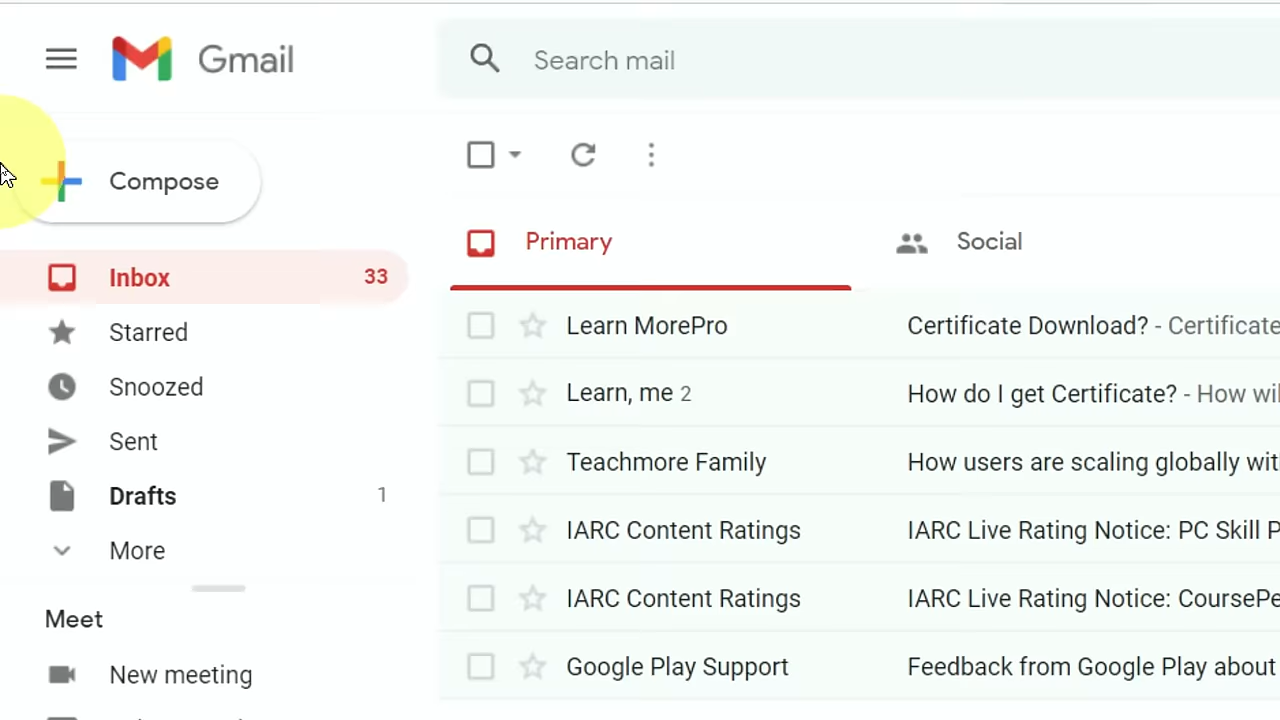 Gmail
Search mail
Compose
Primary
Social
Inbox 33
Starred
Snoozed
Sent
Drafts 1
More
Meet
New meeting
Learn MorePro Certificate Download? - Certificate
Learn, me 2 How do I get Certificate? - How wil
Teachmore Family How users are scaling globally wit
IARC Content Ratings IARC Live Rating Notice: PC Skill P
IARC Content Ratings IARC Live Rating Notice: CoursePe
Google Play Support Feedback from Google Play about